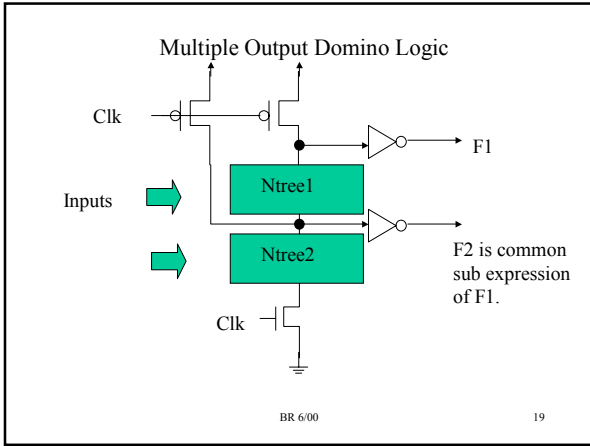 Multiple Output Domino Logic
Clk
F1
Ntree1
Inputs
Ntree2
F2 is common
sub expression
of F1.
Clk
BR 6/00
19